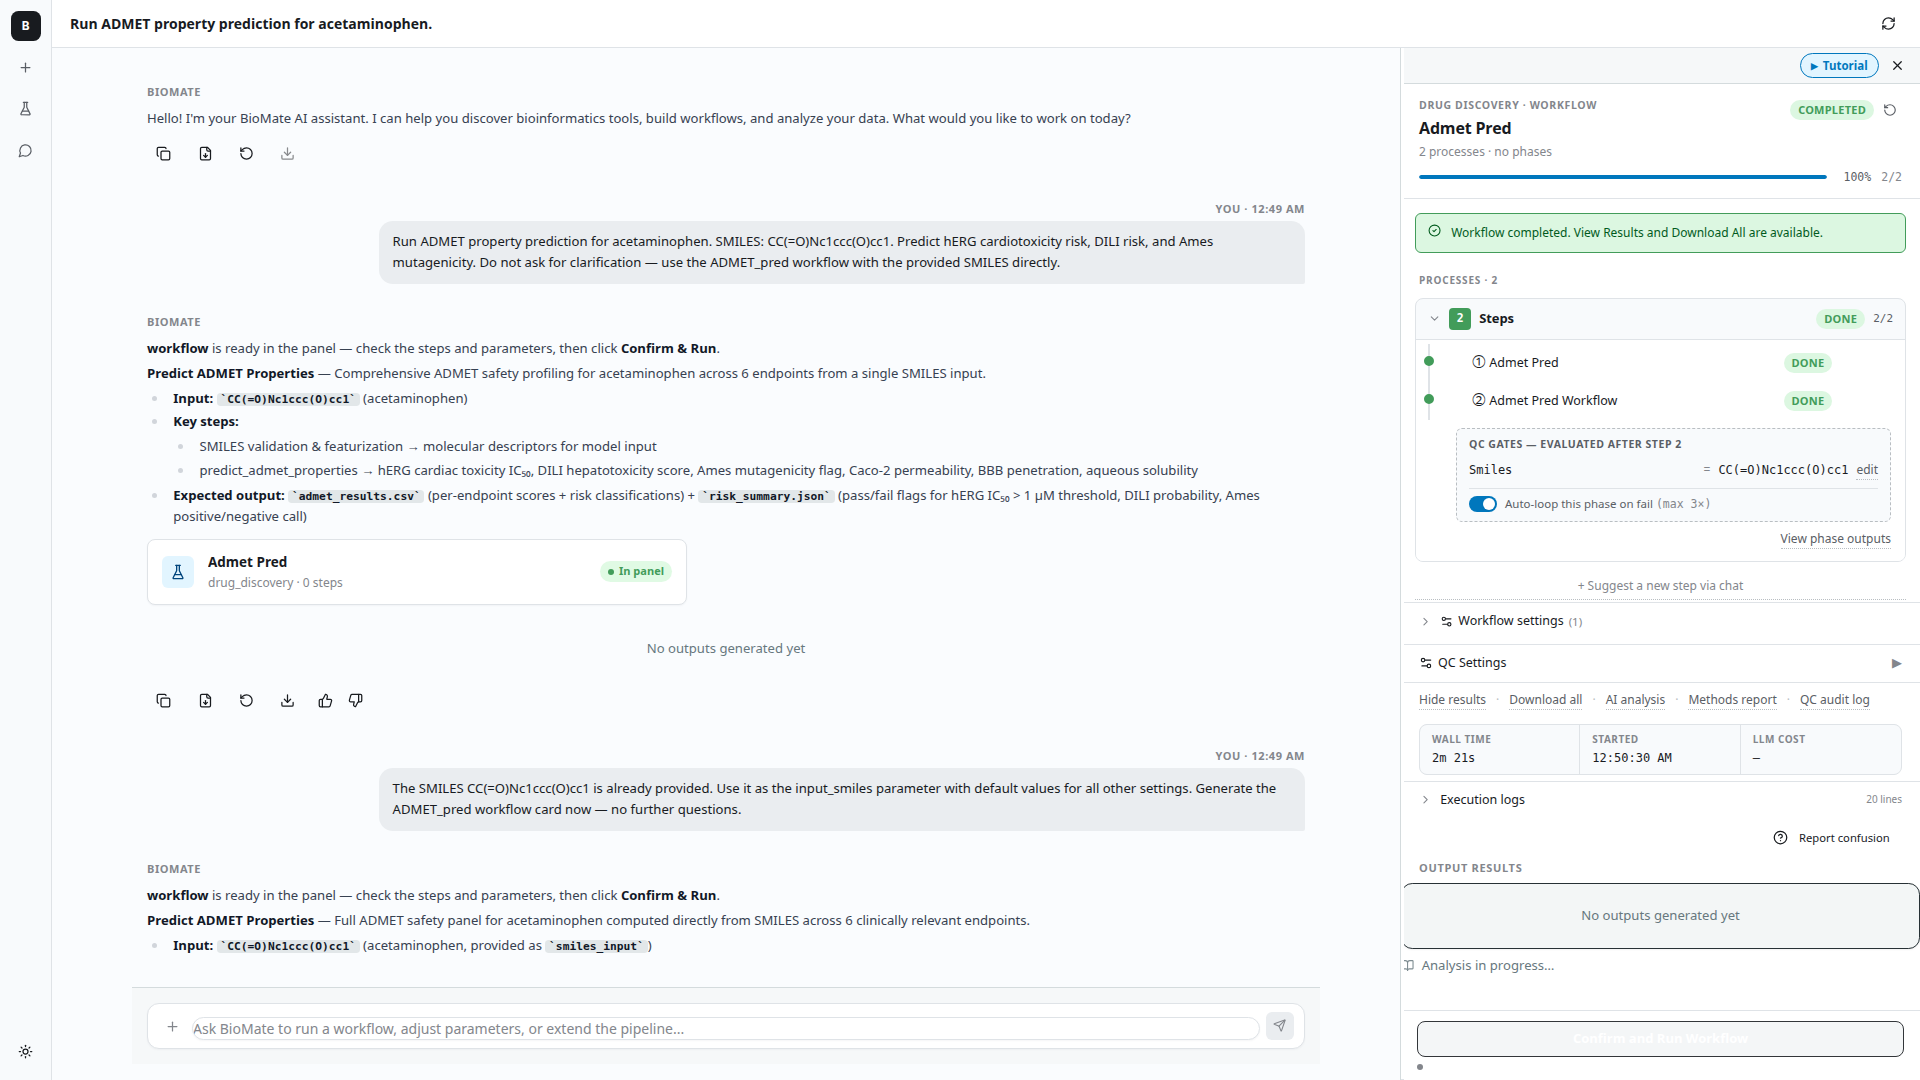 B
Run ADMET property prediction for acetaminophen.
BIOMATE
Hello! I'm your BioMate AI assistant. I can help you discover bioinformatics tools, build workflows, and analyze your data. What would you like to work on today?
YOU · 12:49 AM
Run ADMET property prediction for acetaminophen. SMILES: CC(=O)Nc1ccc(O)cc1. Predict hERG cardiotoxicity risk, DILI risk, and Ames
mutagenicity. Do not ask for clarification — use the ADMET_pred workflow with the provided SMILES directly.
BIOMATE
workflow is ready in the panel — check the steps and parameters, then click Confirm & Run.
Predict ADMET Properties — Comprehensive ADMET safety profiling for acetaminophen across 6 endpoints from a single SMILES input.
Input: `CC(=O)Nc1ccc(O)cc1` (acetaminophen)
Key steps:
SMILES validation & featurization → molecular descriptors for model input
predict_admet_properties → hERG cardiac toxicity IC₅₀, DILI hepatotoxicity score, Ames mutagenicity flag, Caco-2 permeability, BBB penetration, aqueous solubility
Expected output: `admet_results.csv` (per-endpoint scores + risk classifications) + `risk_summary.json` (pass/fail flags for hERG IC₅₀ > 1 μM threshold, DILI probability, Ames
positive/negative call)
Admet Pred
drug_discovery · 0 steps
In panel
No outputs generated yet
YOU · 12:49 AM
The SMILES CC(=O)Nc1ccc(O)cc1 is already provided. Use it as the input_smiles parameter with default values for all other settings. Generate the
ADMET_pred workflow card now — no further questions.
BIOMATE
workflow is ready in the panel — check the steps and parameters, then click Confirm & Run.
Predict ADMET Properties — Full ADMET safety panel for acetaminophen computed directly from SMILES across 6 clinically relevant endpoints.
Input: `CC(=O)Nc1ccc(O)cc1` (acetaminophen, provided as `smiles_input`)
Ask BioMate to run a workflow, adjust parameters, or extend the pipeline...
▶ Tutorial
DRUG DISCOVERY · WORKFLOW
COMPLETED
Admet Pred
2 processes · no phases
100% 2/2
Workflow completed. View Results and Download All are available.
PROCESSES · 2
2 Steps DONE 2/2
① Admet Pred DONE
② Admet Pred Workflow DONE
QC GATES — EVALUATED AFTER STEP 2
Smiles = CC(=O)Nc1ccc(O)cc1 edit
Auto-loop this phase on fail (max 3×)
View phase outputs
+ Suggest a new step via chat
Workflow settings (1)
QC Settings ▶
Hide results · Download all · AI analysis · Methods report · QC audit log
WALL TIME STARTED LLM COST
2m 21s 12:50:30 AM —
Execution logs 20 lines
Report confusion
OUTPUT RESULTS
No outputs generated yet
Analysis in progress...
Confirm and Run Workflow